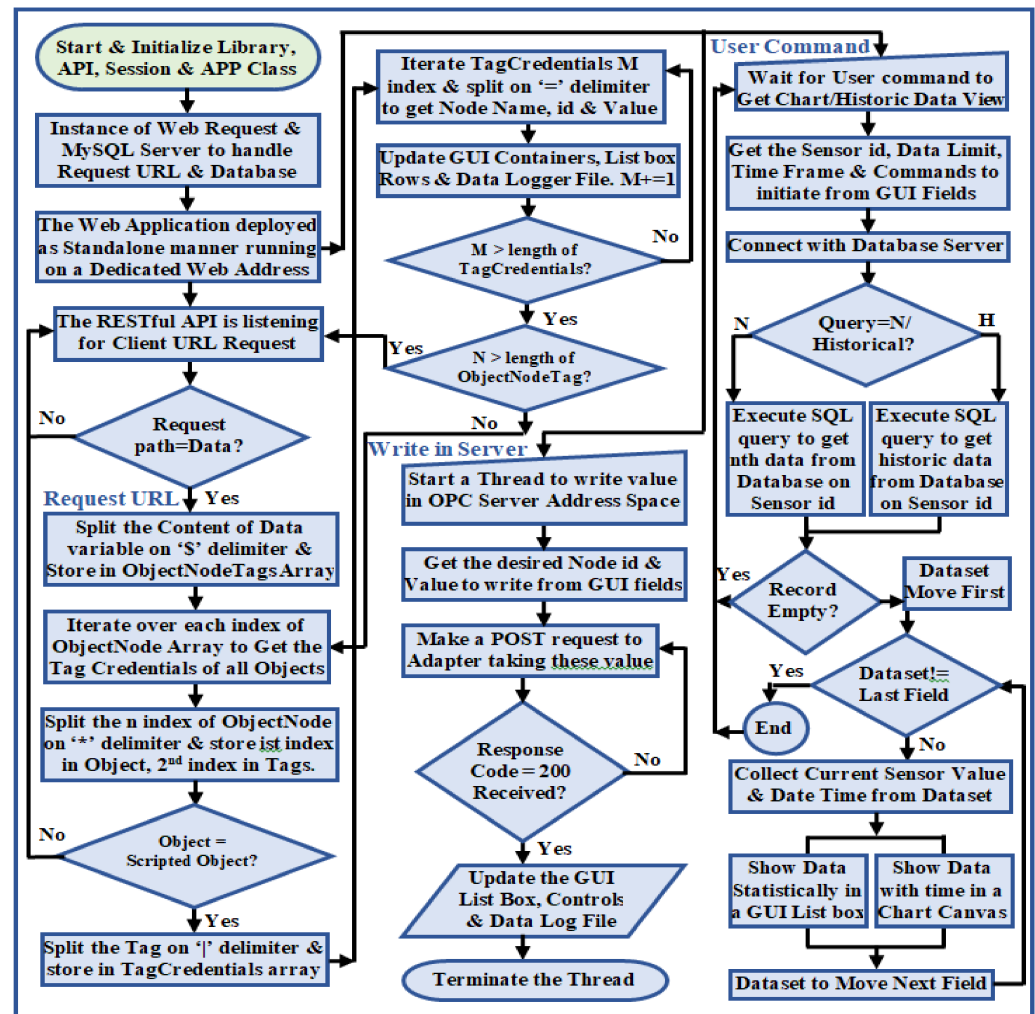 Start & Initialize Library,
API, Session & APP Class
Instance of Web Request &
MySQL Server to handle
Request URL & Database
The Web Application deployed
as Standalone manner running
on a Dedicated Web Address
The RESTful API is listening
for Client URL Request
No
Request
path=Data?
Request URL
Yes
Split the Content of Data
variable on ‘$’ delimiter &
Store in ObjectNodeTags Array
Iterate over each index of
ObjectNode Array to Get the
Tag Credentials of all Objects
Split the n index of ObjectNode
on ‘*’ delimiter & store ist index
in Object, 2nd index in Tags.
No
Object =
Scripted Object?
Yes
Split the Tag on ‘|’ delimiter &
store in TagCredentials array
Iterate TagCredentials M
index & split on ‘=’ delimiter
to get Node Name, id & Value
Update GUI Containers, List box
Rows & Data Logger File. M+=1
No
M > length of
TagCredentials?
Yes
Yes
N > length of
ObjectNodeTag?
No
Write in Server
Start a Thread to write value
in OPC Server Address Space
Get the desired Node id &
Value to write from GUI fields
Make a POST request to
Adapter taking these value
Response
Code = 200
Received?
No
Yes
Update the GUI
List Box, Controls
& Data Log File
Terminate the Thread
User Command
Wait for User command to
Get Chart/Historic Data View
Get the Sensor id, Data Limit,
Time Frame & Commands to
initiate from GUI Fields
Connect with Database Server
N
Query=N/
Historical?
H
Execute SQL
query to get
nth data from
Database on
Sensor id
Execute SQL
query to get
historic data
from Database
on Sensor id
Yes
Record
Empty?
Dataset
Move First
Yes
Dataset!=
Last Field
End
No
Collect Current Sensor Value
& Date Time from Dataset
Show Data
Statistically in
a GUI List box
Show Data
with time in a
Chart Canvas
Dataset to Move Next Field